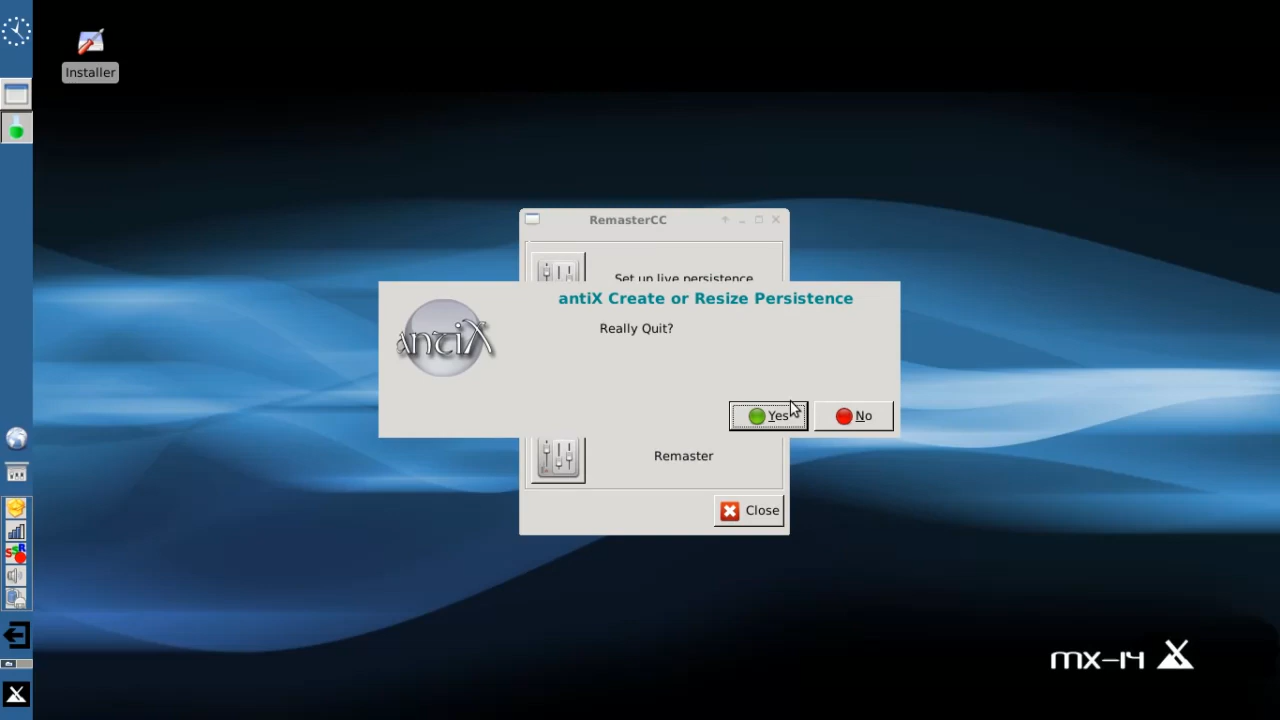 Installer
RemasterCC
Set up live persistence
antiX Create or Resize Persistence
antiX
Really Quit?
Yes
No
Remaster
Close
mx-14